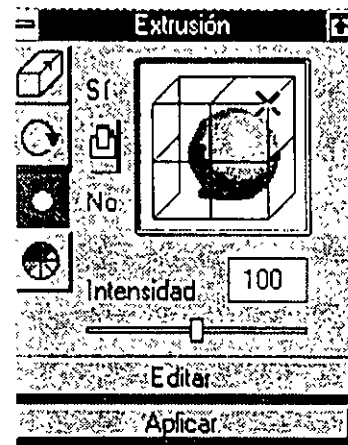 Extrusión
Sí
No
Intensidad 100
Editar
Aplicar